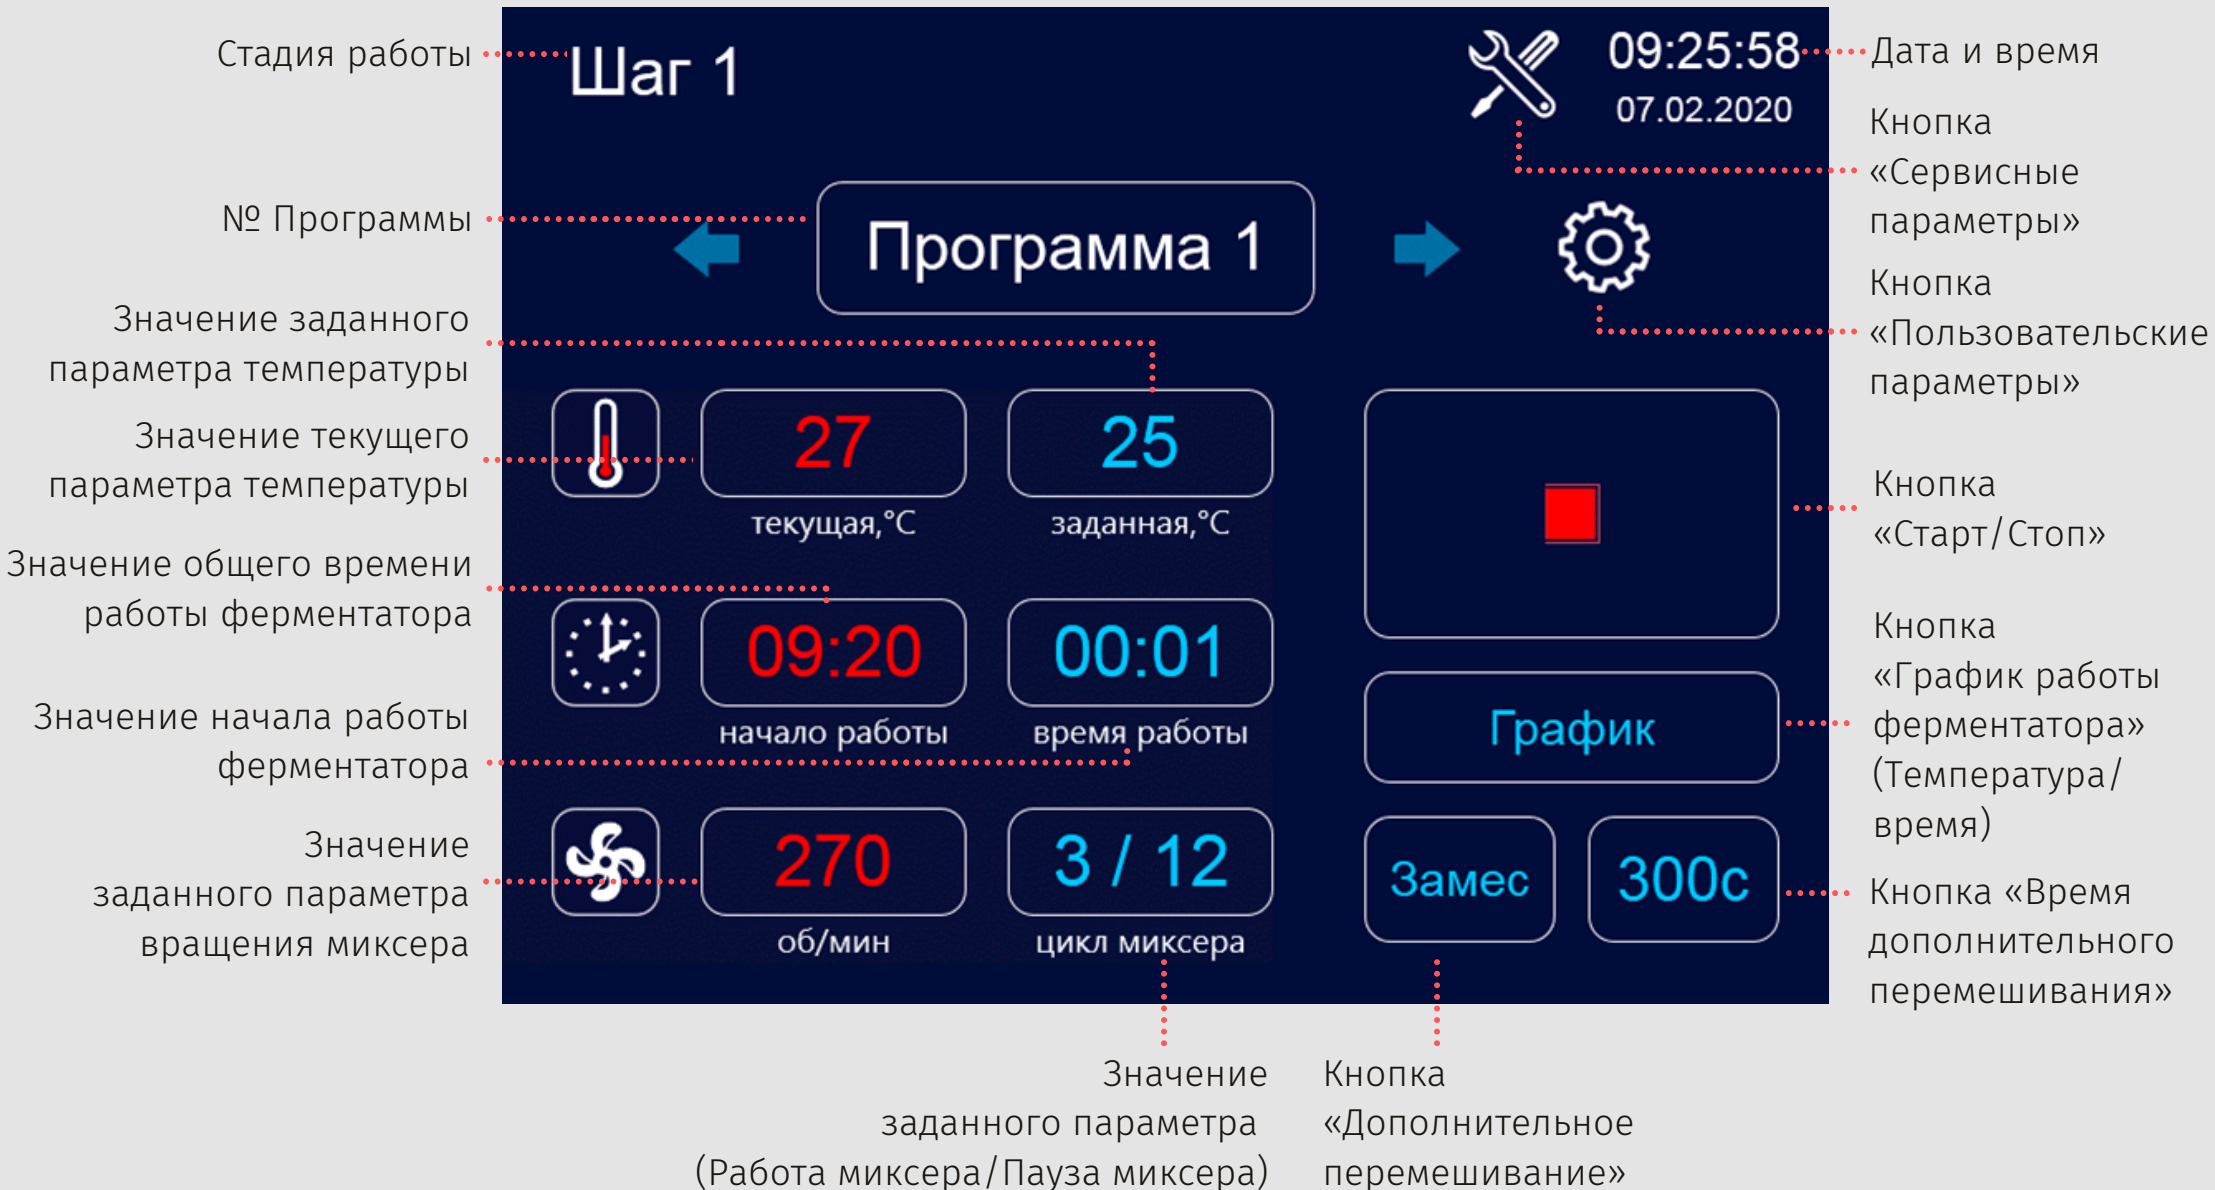 Стадия работы
Шаг 1
09:25:58
07.02.2020
Дата и время
Кнопка
«Сервисные
параметры»
№ Программы
Программа 1
Кнопка
«Пользовательские
параметры»
Значение заданного
параметра температуры
Значение текущего
параметра температуры
27
25
текущая,°C
заданная,°C
Кнопка
«Старт/Стоп»
Значение общего времени
работы ферментатора
09:20
00:01
начало работы
время работы
Значение начала работы
ферментатора
График
Кнопка
«График работы
ферментатора»
(Температура/
время)
Значение
заданного параметра
вращения миксера
270
3 / 12
об/мин
цикл миксера
Замес
300с
Кнопка «Время
дополнительного
перемешивания»
Значение
заданного параметра
(Работа миксера/Пауза миксера)
Кнопка
«Дополнительное
перемешивание»